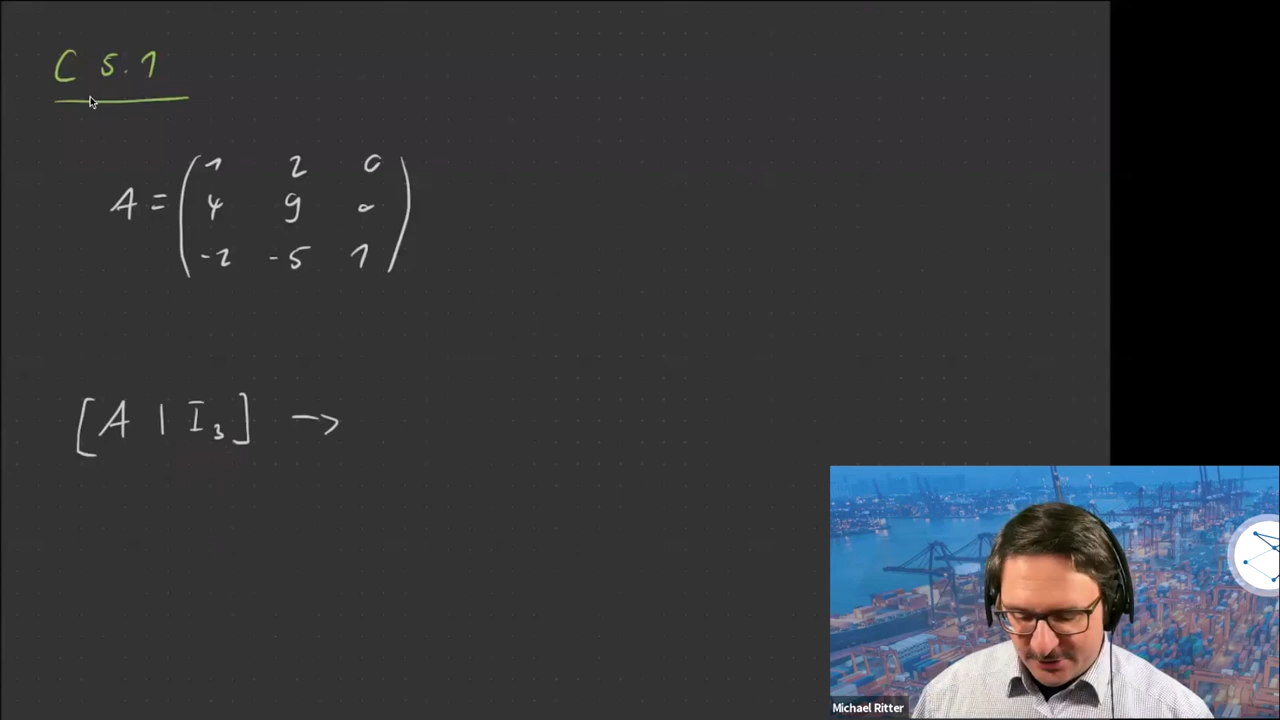 C 5.1
1 2 0
A = 4 9 0
-2 -5 1
[A | I₃] →
Michael Ritter